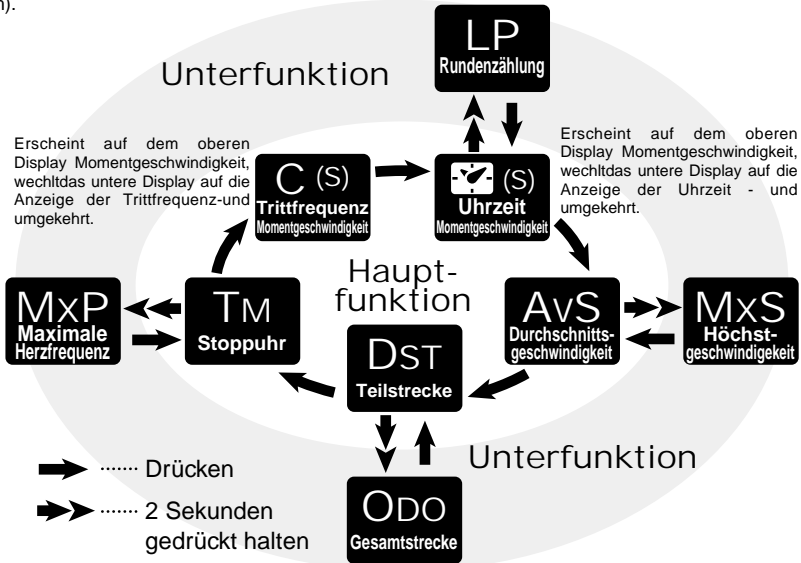 n).
LP
Rundenzählung
Unterfunktion
Erscheint auf dem oberen
Display Momentgeschwindigkeit,
wechltdas untere Display auf die
Anzeige der Trittfrequenz-und
umgekehrt.
Erscheint auf dem oberen
Display Momentgeschwindigkeit,
wechltdas untere Display auf die
Anzeige der Uhrzeit - und
umgekehrt.
C (S)
Trittfrequenz
Momentgeschwindigkeit
(S)
Uhrzeit
Momentgeschwindigkeit
Haupt-
funktion
MXP
Maximale
Herzfrequenz
TM
Stoppuhr
DST
Teilstrecke
AVS
Durchschnitts-
geschwindigkeit
MXS
Höchst-
geschwindigekeit
Unterfunktion
ODO
Gesamtstrecke
······· Drücken
······· 2 Sekunden
gedrückt halten